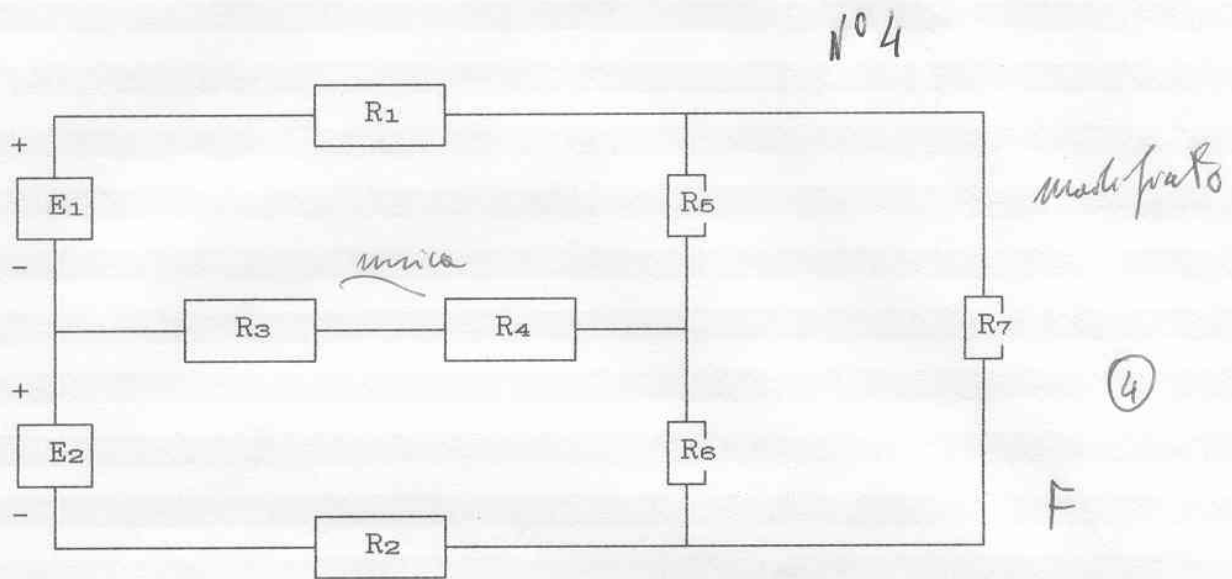 N° 4
R1
+
E1
R5
modificato
-
unica
R3
R4
R7
+
4
E2
R6
-
F
R2